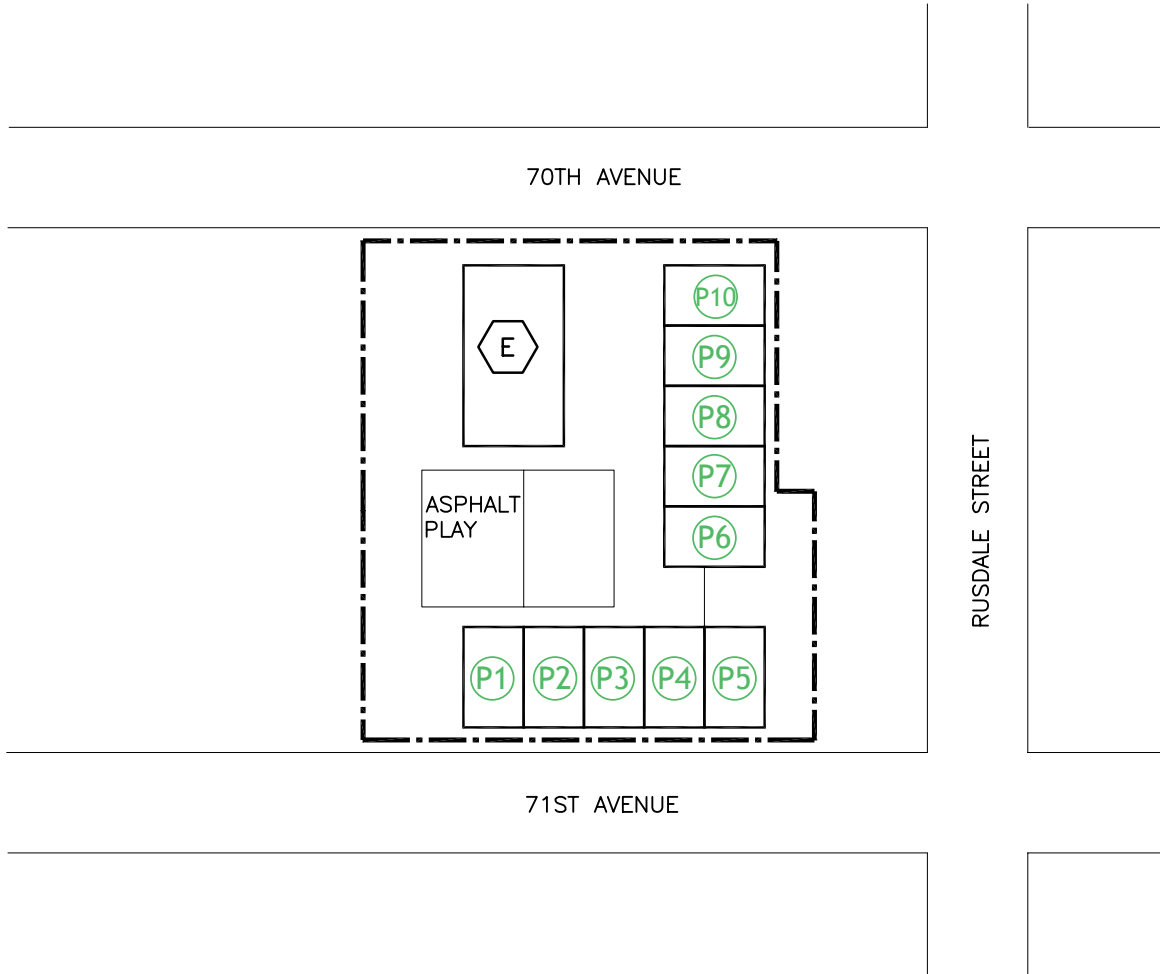 70TH AVENUE
E
P10
P9
P8
P7
P6
ASPHALT
PLAY
RUSDALE STREET
P1 P2 P3 P4 P5
71ST AVENUE